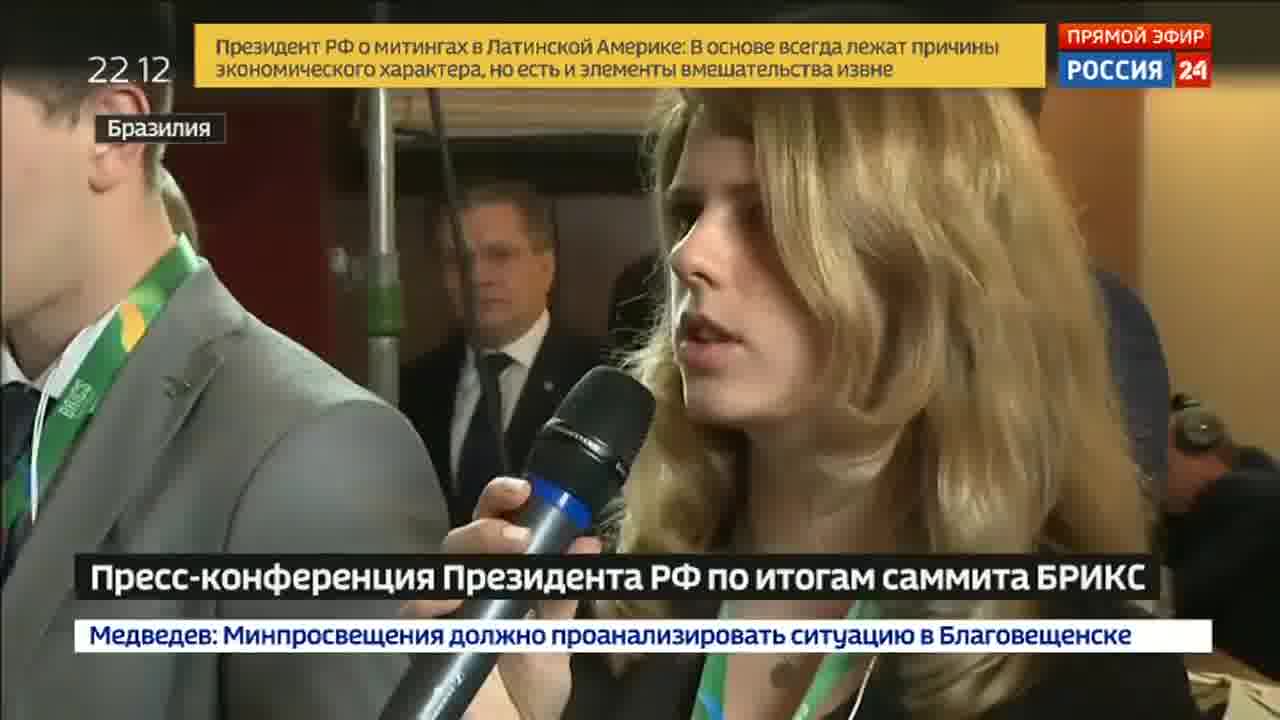 22:12
Президент РФ о митингах в Латинской Америке: В основе всегда лежат причины
экономического характера, но есть и элементы вмешательства извне
ПРЯМОЙ ЭФИР
РОССИЯ 24
Бразилия
BRICS
Пресс-конференция Президента РФ по итогам саммита БРИКС
Медведев: Минпросвещения должно проанализировать ситуацию в Благовещенске